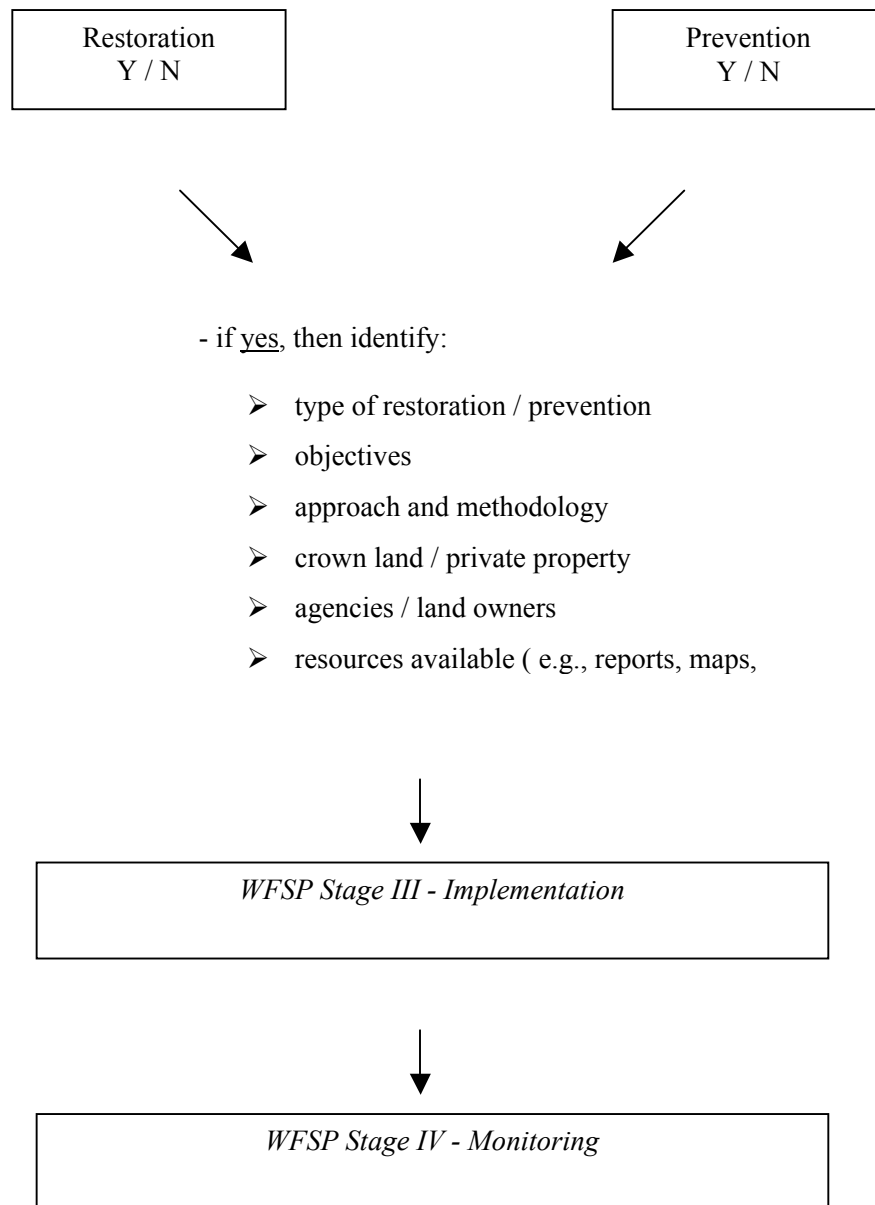 Restoration
Y / N
Prevention
Y / N
- if yes, then identify:
➢ type of restoration / prevention
➢ objectives
➢ approach and methodology
➢ crown land / private property
➢ agencies / land owners
➢ resources available ( e.g., reports, maps,
WFSP Stage III - Implementation
WFSP Stage IV - Monitoring